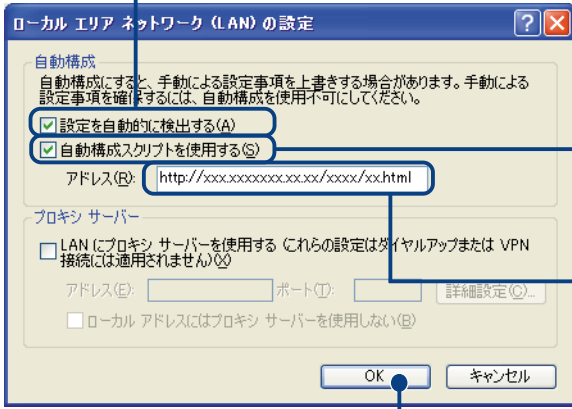 ローカル エリア ネットワーク (LAN) の設定
自動構成
自動構成にすると、手動による設定事項を上書きする場合があります。手動による
設定事項を確保するには、自動構成を使用不可にしてください。
設定を自動的に検出する(A)
自動構成スクリプトを使用する(S)
アドレス(R): http://xxx.xxxxxxx.xx.xx/xxxx/xx.html
プロキシ サーバー
LAN にプロキシ サーバーを使用する (これらの設定はダイヤルアップまたは VPN
接続には適用されません)(X)
アドレス(E): ポート(T): 詳細設定(C)...
ローカル アドレスにはプロキシ サーバーを使用しない(B)
OK キャンセル